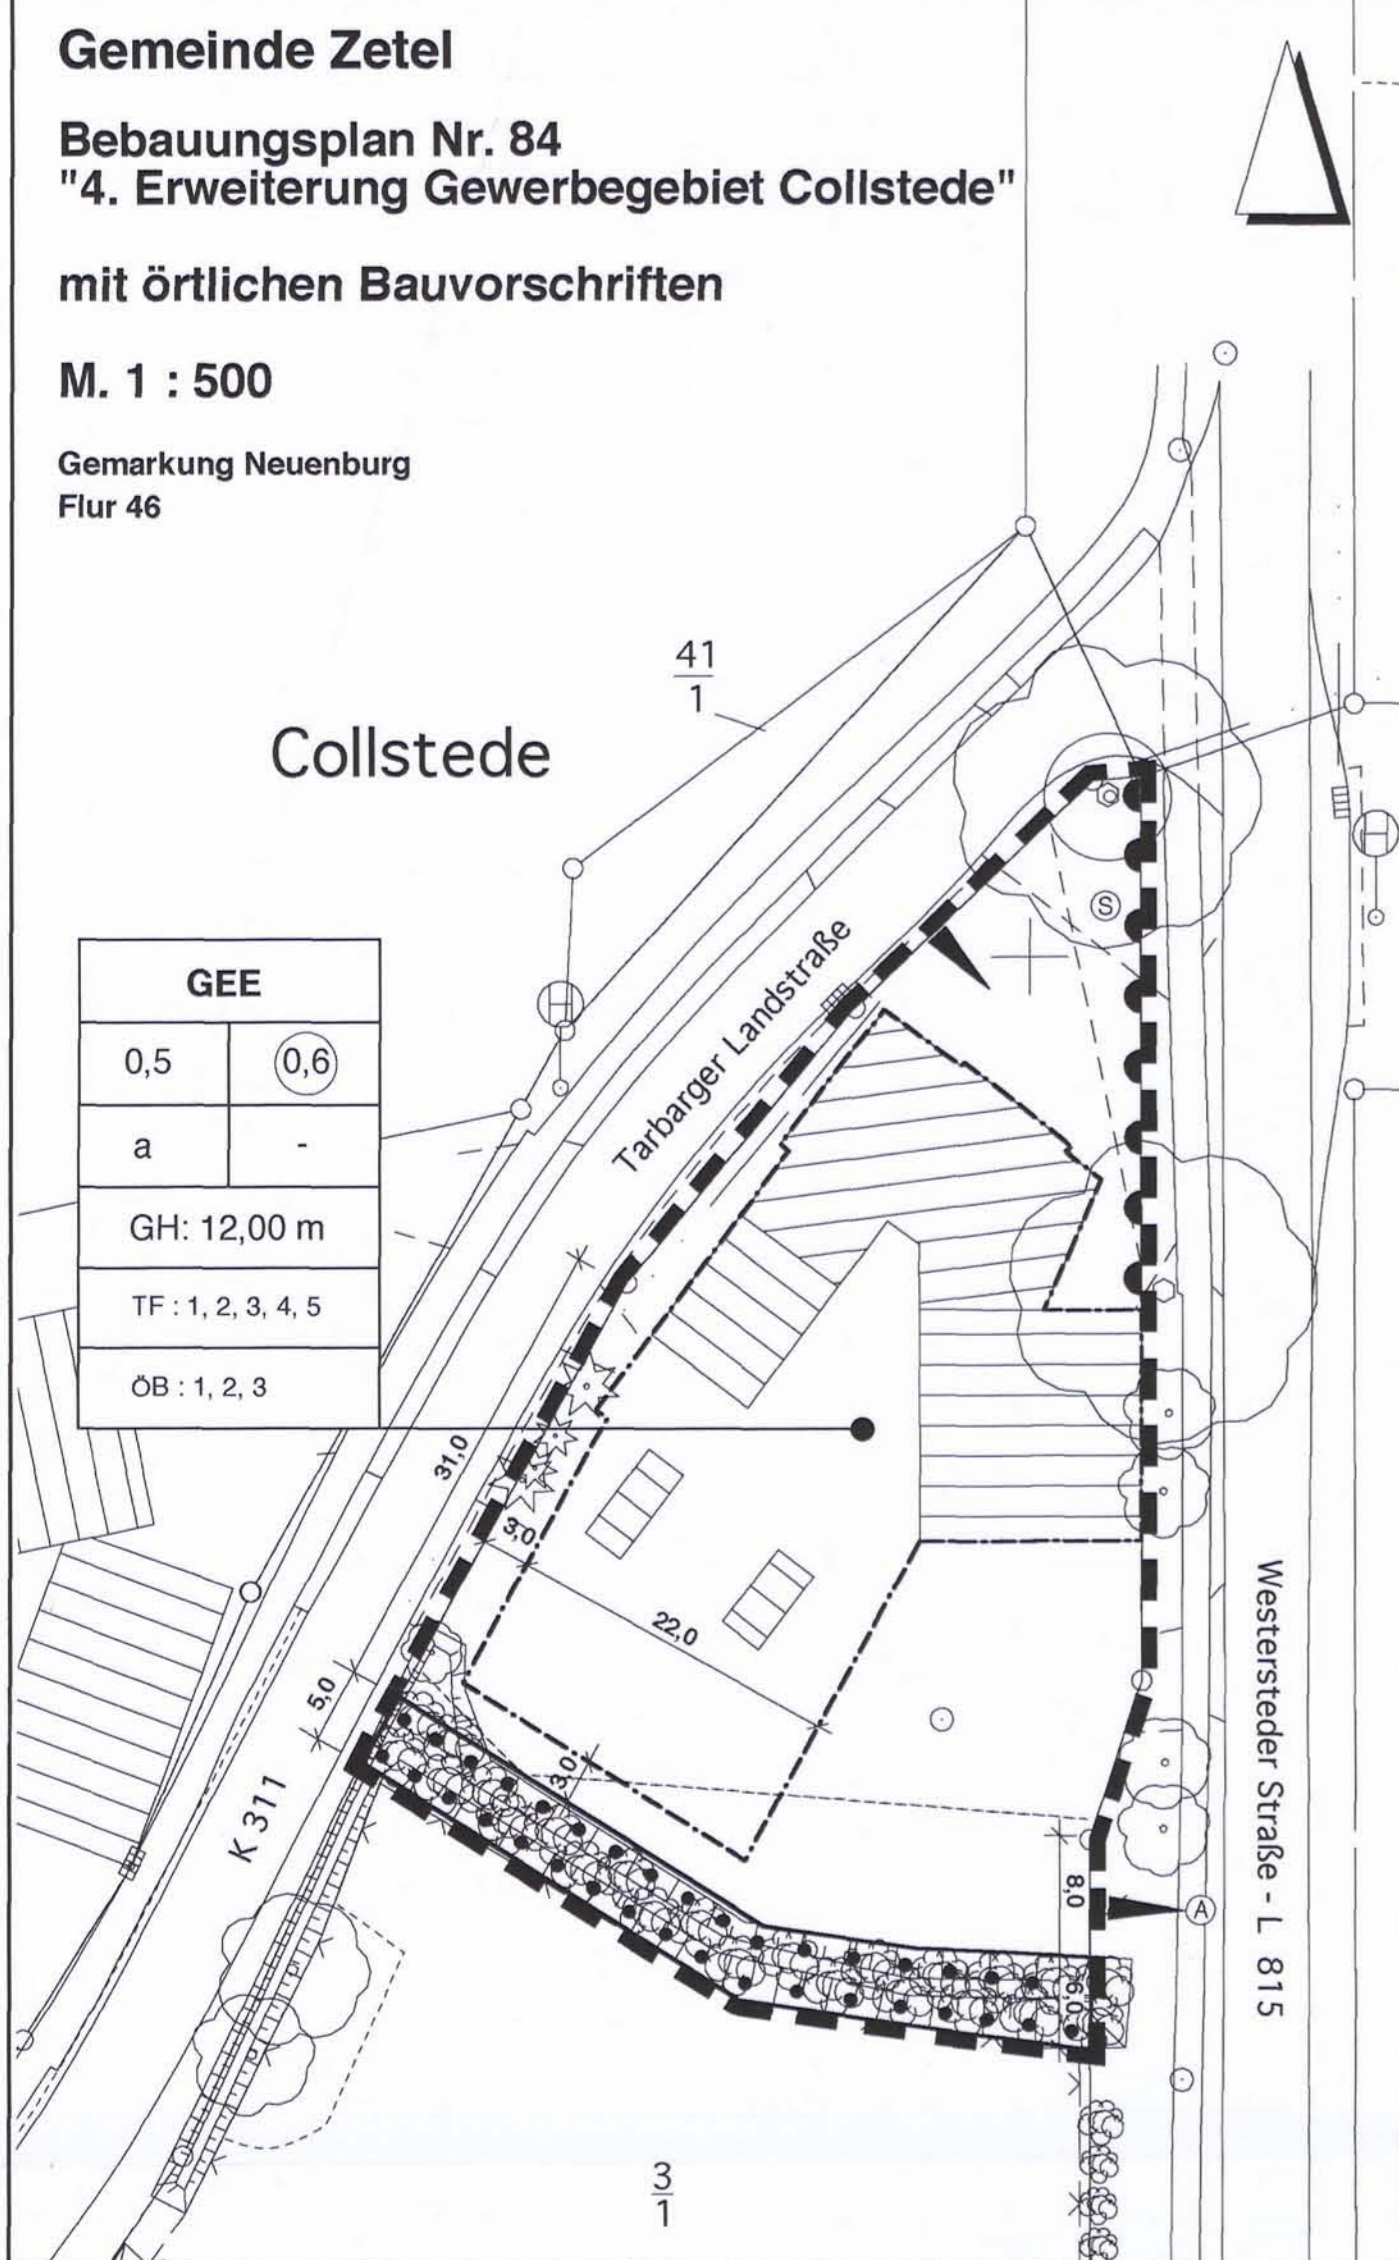 Gemeinde Zetel
Bebauungsplan Nr. 84
"4. Erweiterung Gewerbegebiet Collstede"
mit örtlichen Bauvorschriften
M. 1 : 500
Gemarkung Neuenburg
Flur 46
41
1
Collstede
S
Tarbarger Landstraße
GEE
0,5 0,6
a -
GH: 12,00 m
TF : 1, 2, 3, 4, 5
ÖB : 1, 2, 3
H
H
31,0
3,0
22,0
5,0
3,0
K 311
8,0
A
6,0
Westersteder Straße - L 815
3
1